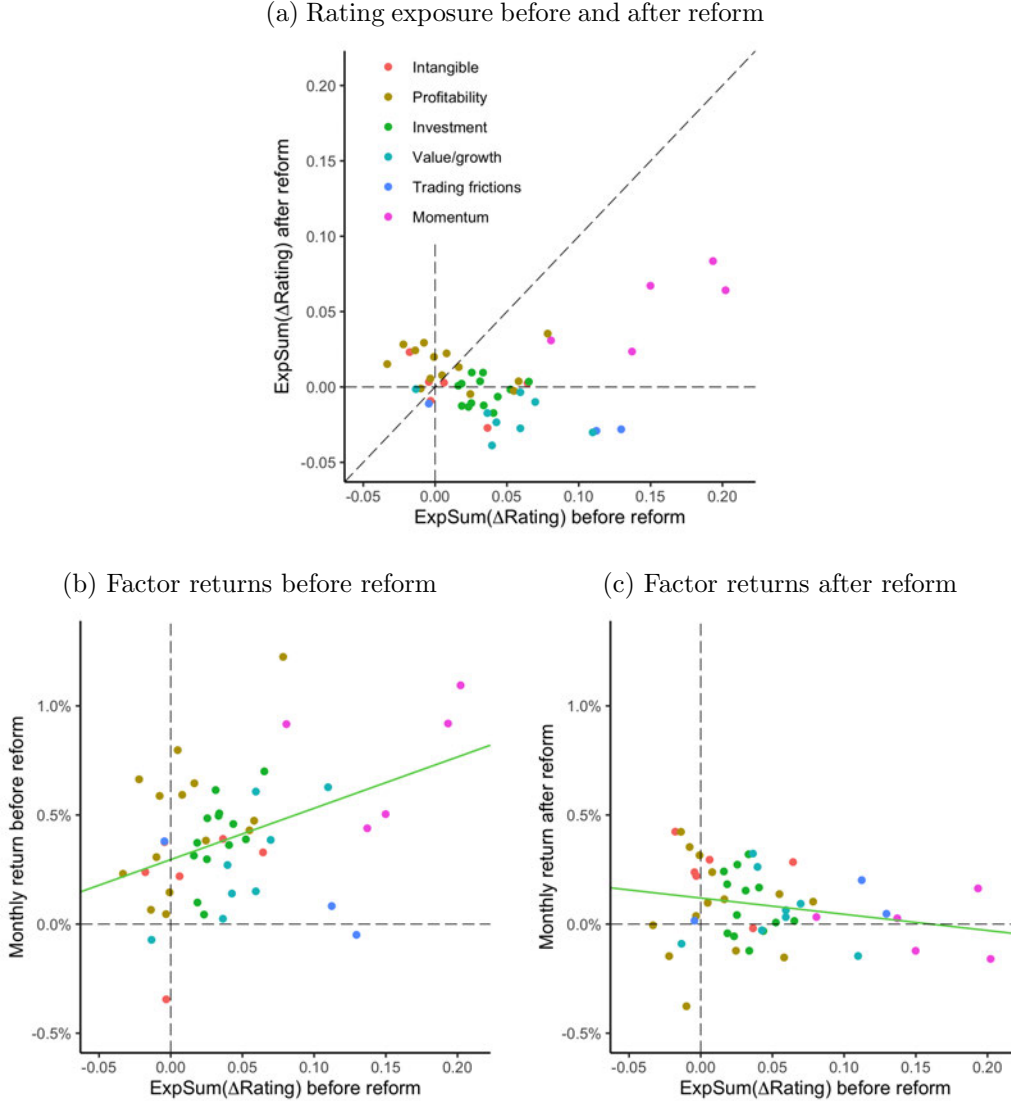 (a) Rating exposure before and after reform
Intangible
Profitability
Investment
Value/growth
Trading frictions
Momentum
ExpSum(ΔRating) after reform
0.20
0.15
0.10
0.05
0.00
-0.05
-0.05 0.00 0.05 0.10 0.15 0.20
ExpSum(ΔRating) before reform
(b) Factor returns before reform
Monthly return before reform
1.0%
0.5%
0.0%
-0.5%
-0.05 0.00 0.05 0.10 0.15 0.20
ExpSum(ΔRating) before reform
(c) Factor returns after reform
Monthly return after reform
1.0%
0.5%
0.0%
-0.5%
-0.05 0.00 0.05 0.10 0.15 0.20
ExpSum(ΔRating) before reform